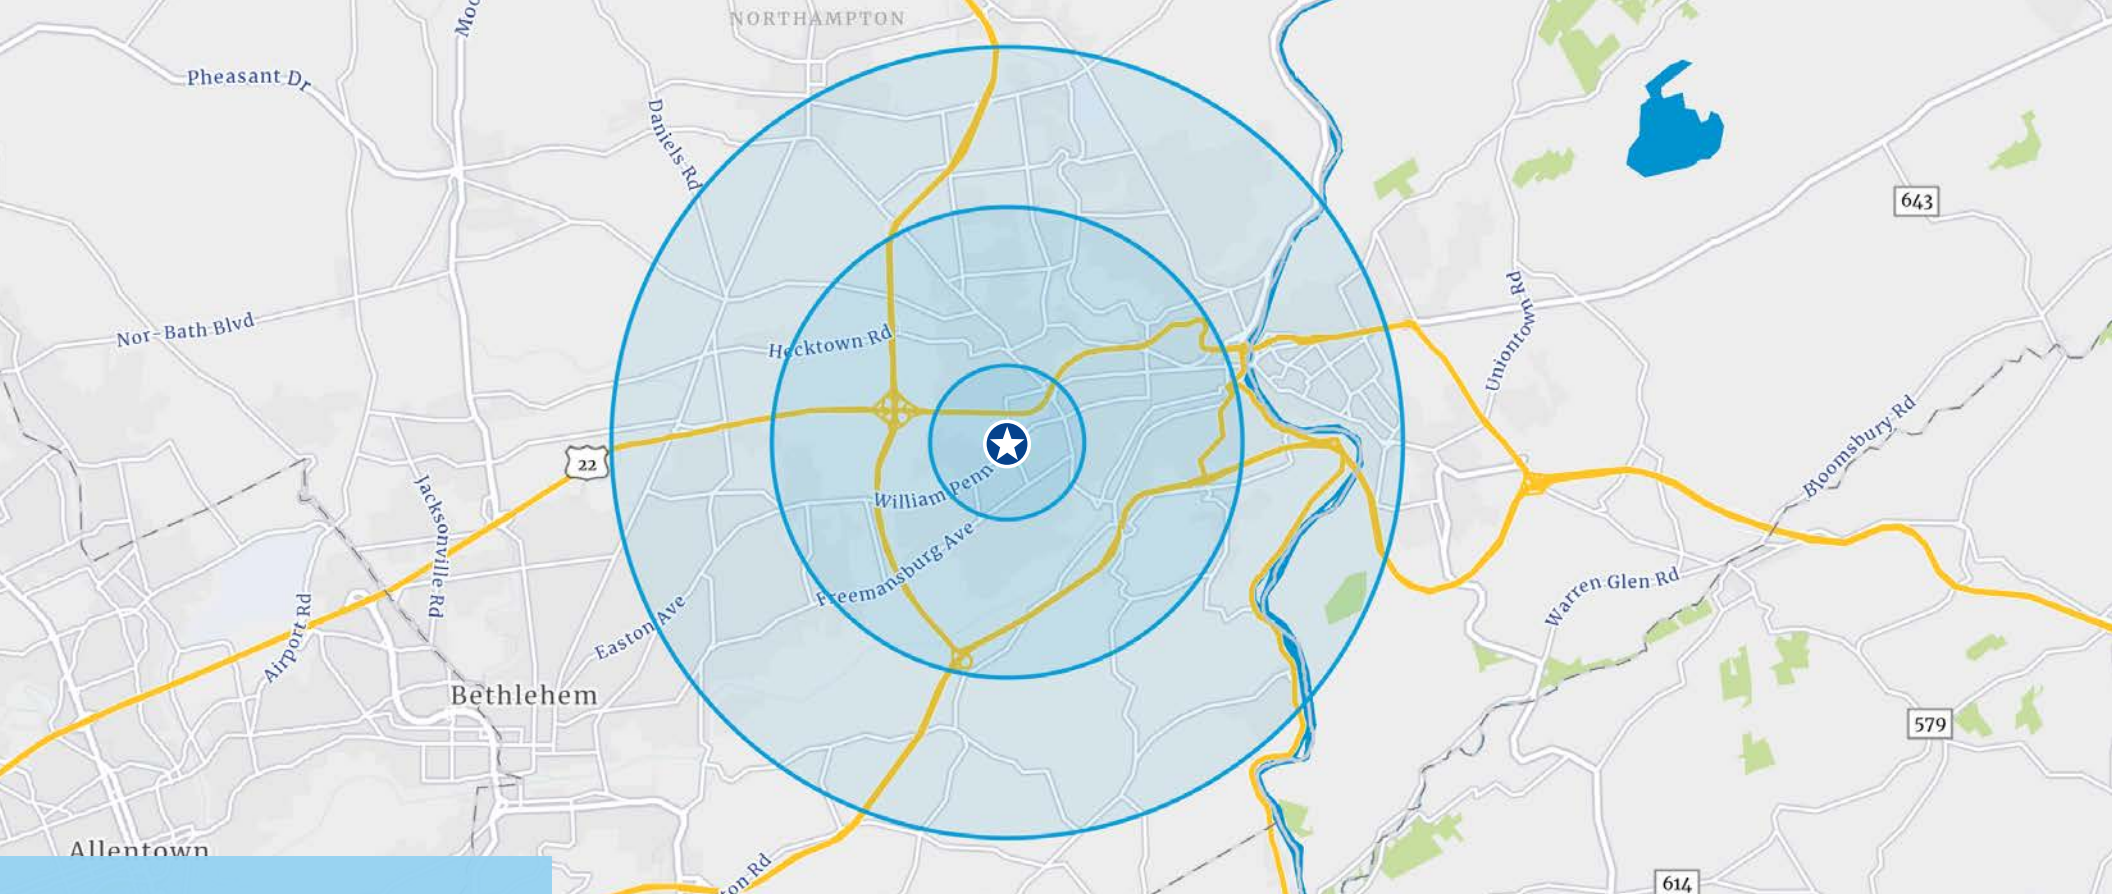 NORTHAMPTON
Pheasant Dr
Daniels Rd
643
Nor-Bath Blvd
Hecktown Rd
Uniontown Rd
22
Bloomsbury Rd
William Penn
Jacksonville Rd
Freemansburg Ave
Airport Rd
Easton Ave
Warren Glen Rd
Bethlehem
579
Allentown
614